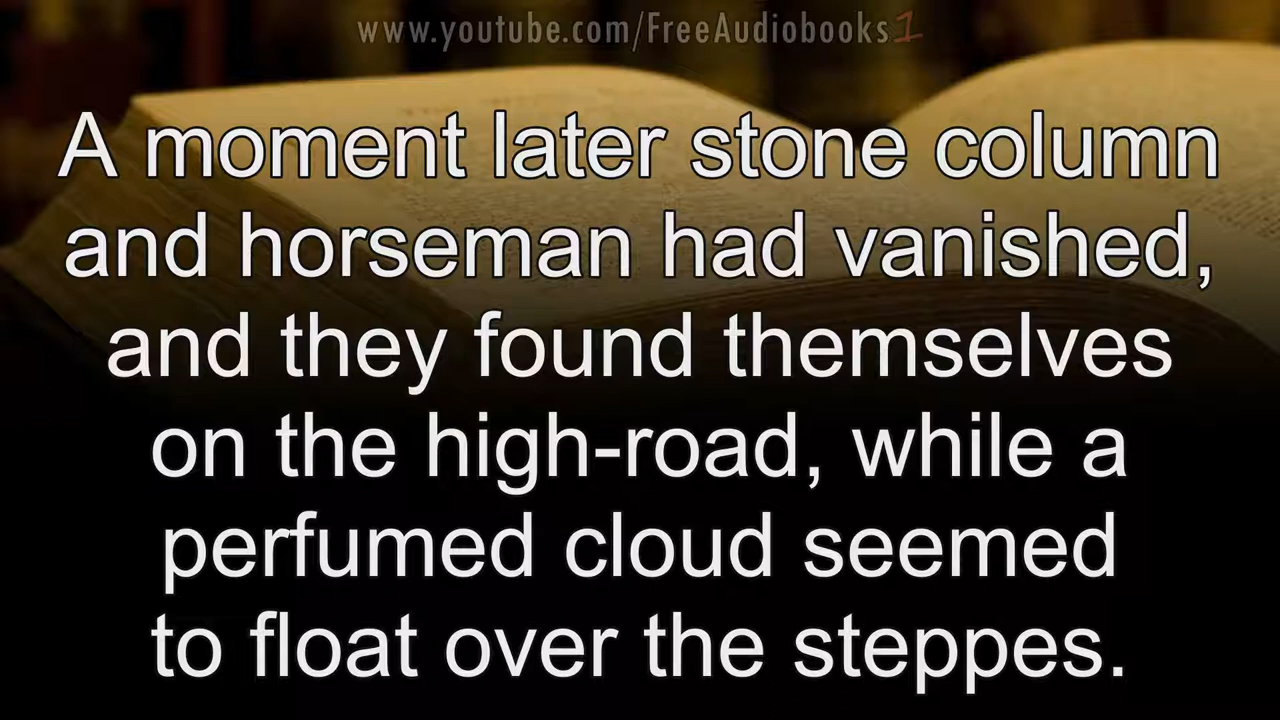 www.youtube.com/FreeAudiobooks1
A moment later stone column
and horseman had vanished,
and they found themselves
on the high-road, while a
perfumed cloud seemed
to float over the steppes.